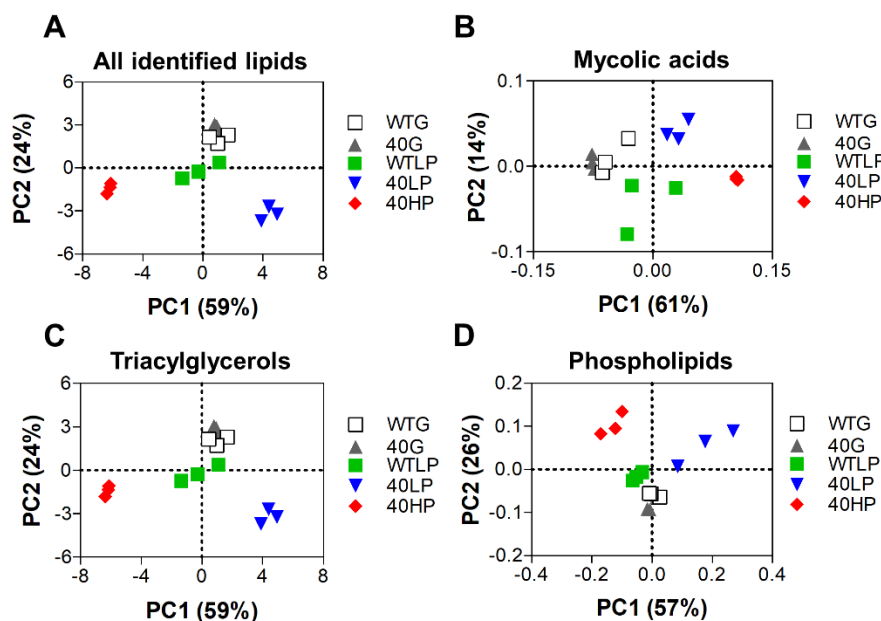 A
All identified lipids
6
3
0
-3
-6
PC2 (24%)
-8
-4
0
4
8
PC1 (59%)
WTG
40G
WTLP
40LP
40HP
B
Mycolic acids
0.1
0.0
-0.1
PC2 (14%)
-0.15
0.00
0.15
PC1 (61%)
WTG
40G
WTLP
40LP
40HP
C
Triacylglycerols
6
3
0
-3
-6
PC2 (24%)
-8
-4
0
4
8
PC1 (59%)
WTG
40G
WTLP
40LP
40HP
D
Phospholipids
0.2
0.1
0.0
-0.1
-0.2
PC2 (26%)
-0.4
-0.2
0.0
0.2
0.4
PC1 (57%)
WTG
40G
WTLP
40LP
40HP